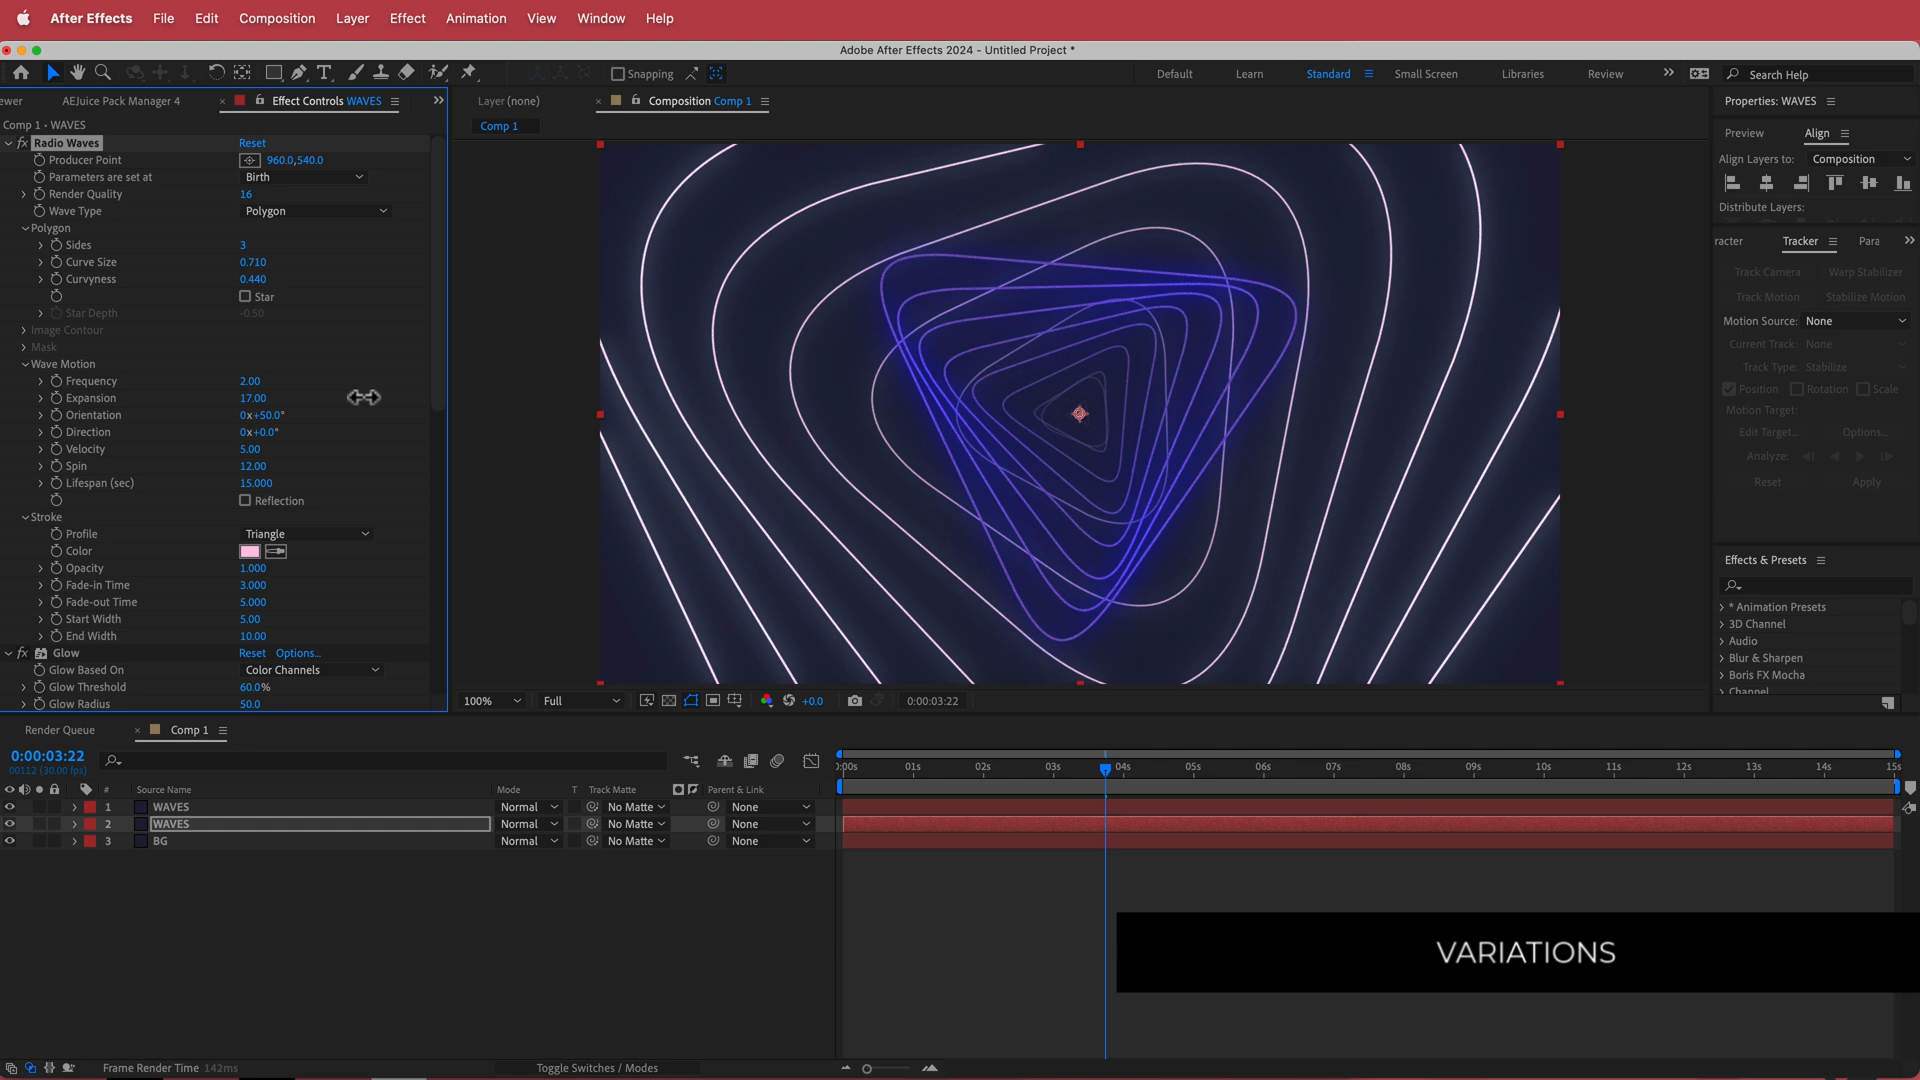 After Effects File Edit Composition Layer Effect Animation View Window Help
Adobe After Effects 2024 - Untitled Project *
Snapping Default Learn Standard Small Screen Libraries Review Search Help
ewer AEJuice Pack Manager 4 Effect Controls WAVES
Comp 1 • WAVES
Radio Waves Reset
Producer Point 960.0,540.0
Parameters are set at Birth
Render Quality 16
Wave Type Polygon
Polygon
Sides 3
Curve Size 0.710
Curvyness 0.440
Star
Star Depth -0.50
Image Contour
Mask
Wave Motion
Frequency 2.00
Expansion 17.00
Orientation 0x+50.0°
Direction 0x+0.0°
Velocity 5.00
Spin 12.00
Lifespan (sec) 15.000
Reflection
Stroke
Profile Triangle
Color
Opacity 1.000
Fade-in Time 3.000
Fade-out Time 5.000
Start Width 5.00
End Width 10.00
Glow Reset Options...
Glow Based On Color Channels
Glow Threshold 60.0%
Glow Radius 50.0
Layer (none) Composition Comp 1
Comp 1
100% Full +0.0 0:00:03:22
Properties: WAVES
Preview Align
Align Layers to: Composition
Distribute Layers:
racter Tracker Para
Track Camera Warp Stabilizer
Track Motion Stabilize Motion
Motion Source: None
Current Track: None
Track Type: Stabilize
Position Rotation Scale
Motion Target:
Edit Target... Options...
Analyze:
Reset Apply
Effects & Presets
* Animation Presets
3D Channel
Audio
Blur & Sharpen
Boris FX Mocha
Channel
Render Queue Comp 1
0:00:03:22
00112 (30.00 fps)
# Source Name Mode T Track Matte Parent & Link
1 WAVES Normal No Matte None
2 WAVES Normal No Matte None
3 BG Normal No Matte None
):00s 01s 02s 03s 04s 05s 06s 07s 08s 09s 10s 11s 12s 13s 14s 15s
VARIATIONS
Frame Render Time 142ms Toggle Switches / Modes